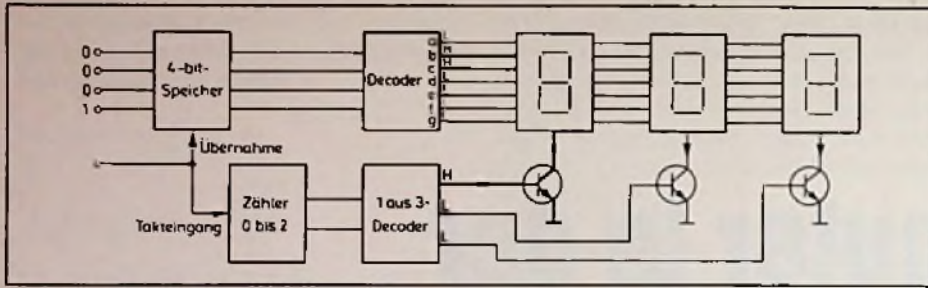 0
0
0
1
4-bit-
Speicher
Decoder
a L
b H
c H
d L
e
f
g
Übernahme
Takteingang
Zähler
0 bis 2
1 aus 3-
Decoder
H
L
L